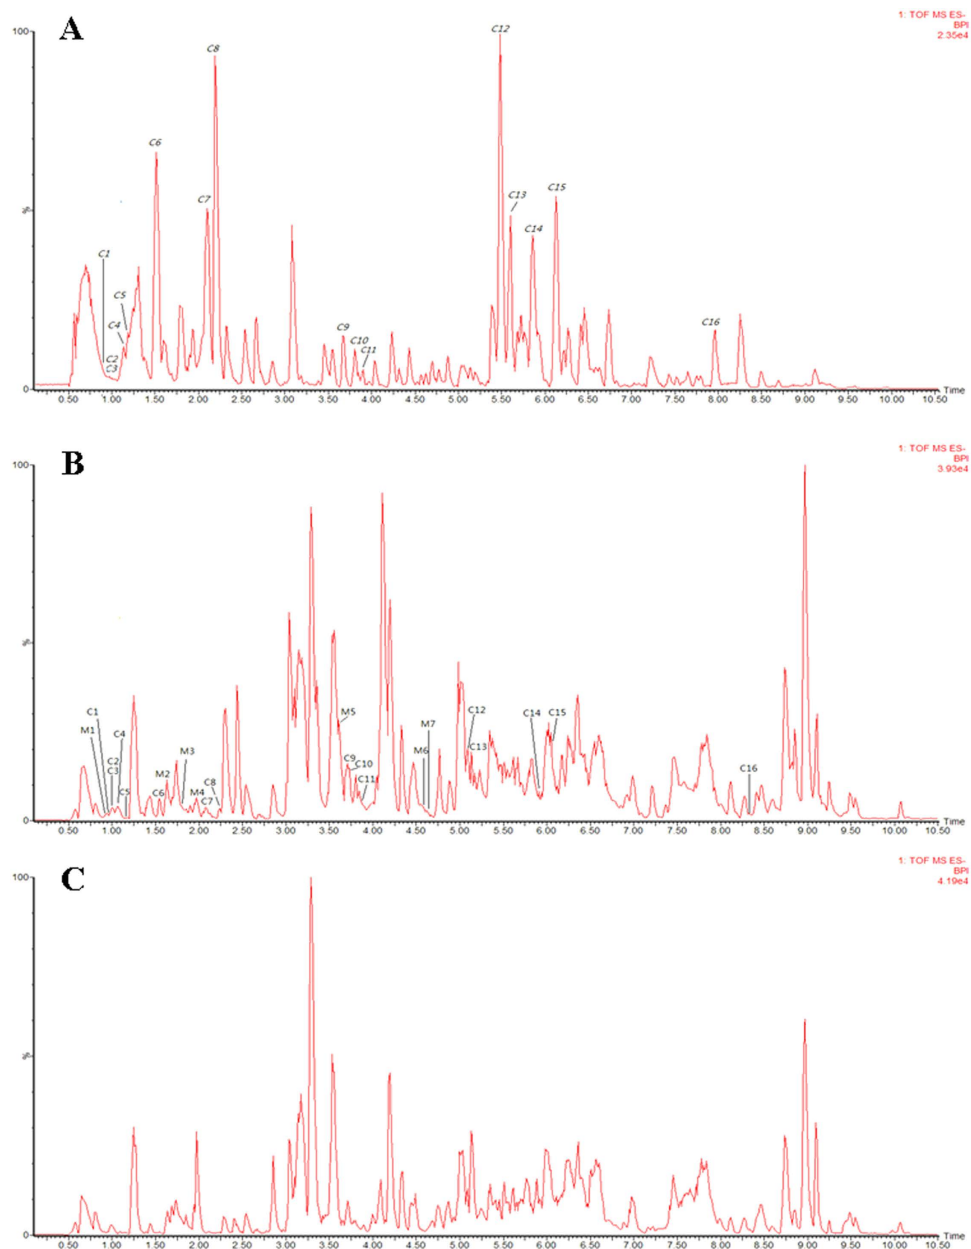 A
1: TOF MS ES-
BPI
2.35e4
100
%
0
C1
C2
C3
C4
C5
C6
C7
C8
C9
C10
C11
C12
C13
C14
C15
C16
Time
0.50 1.00 1.50 2.00 2.50 3.00 3.50 4.00 4.50 5.00 5.50 6.00 6.50 7.00 7.50 8.00 8.50 9.00 9.50 10.00 10.50
B
1: TOF MS ES-
BPI
3.93e4
100
%
0
C1
M1
C2
C3
C4
C5
M2
C6
M3
M4
C7
C8
M5
C9
C10
C11
M6
M7
C12
C13
C14
C15
C16
Time
0.50 1.00 1.50 2.00 2.50 3.00 3.50 4.00 4.50 5.00 5.50 6.00 6.50 7.00 7.50 8.00 8.50 9.00 9.50 10.00 10.50
C
1: TOF MS ES-
BPI
4.19e4
100
%
0
Time
0.50 1.00 1.50 2.00 2.50 3.00 3.50 4.00 4.50 5.00 5.50 6.00 6.50 7.00 7.50 8.00 8.50 9.00 9.50 10.00 10.50